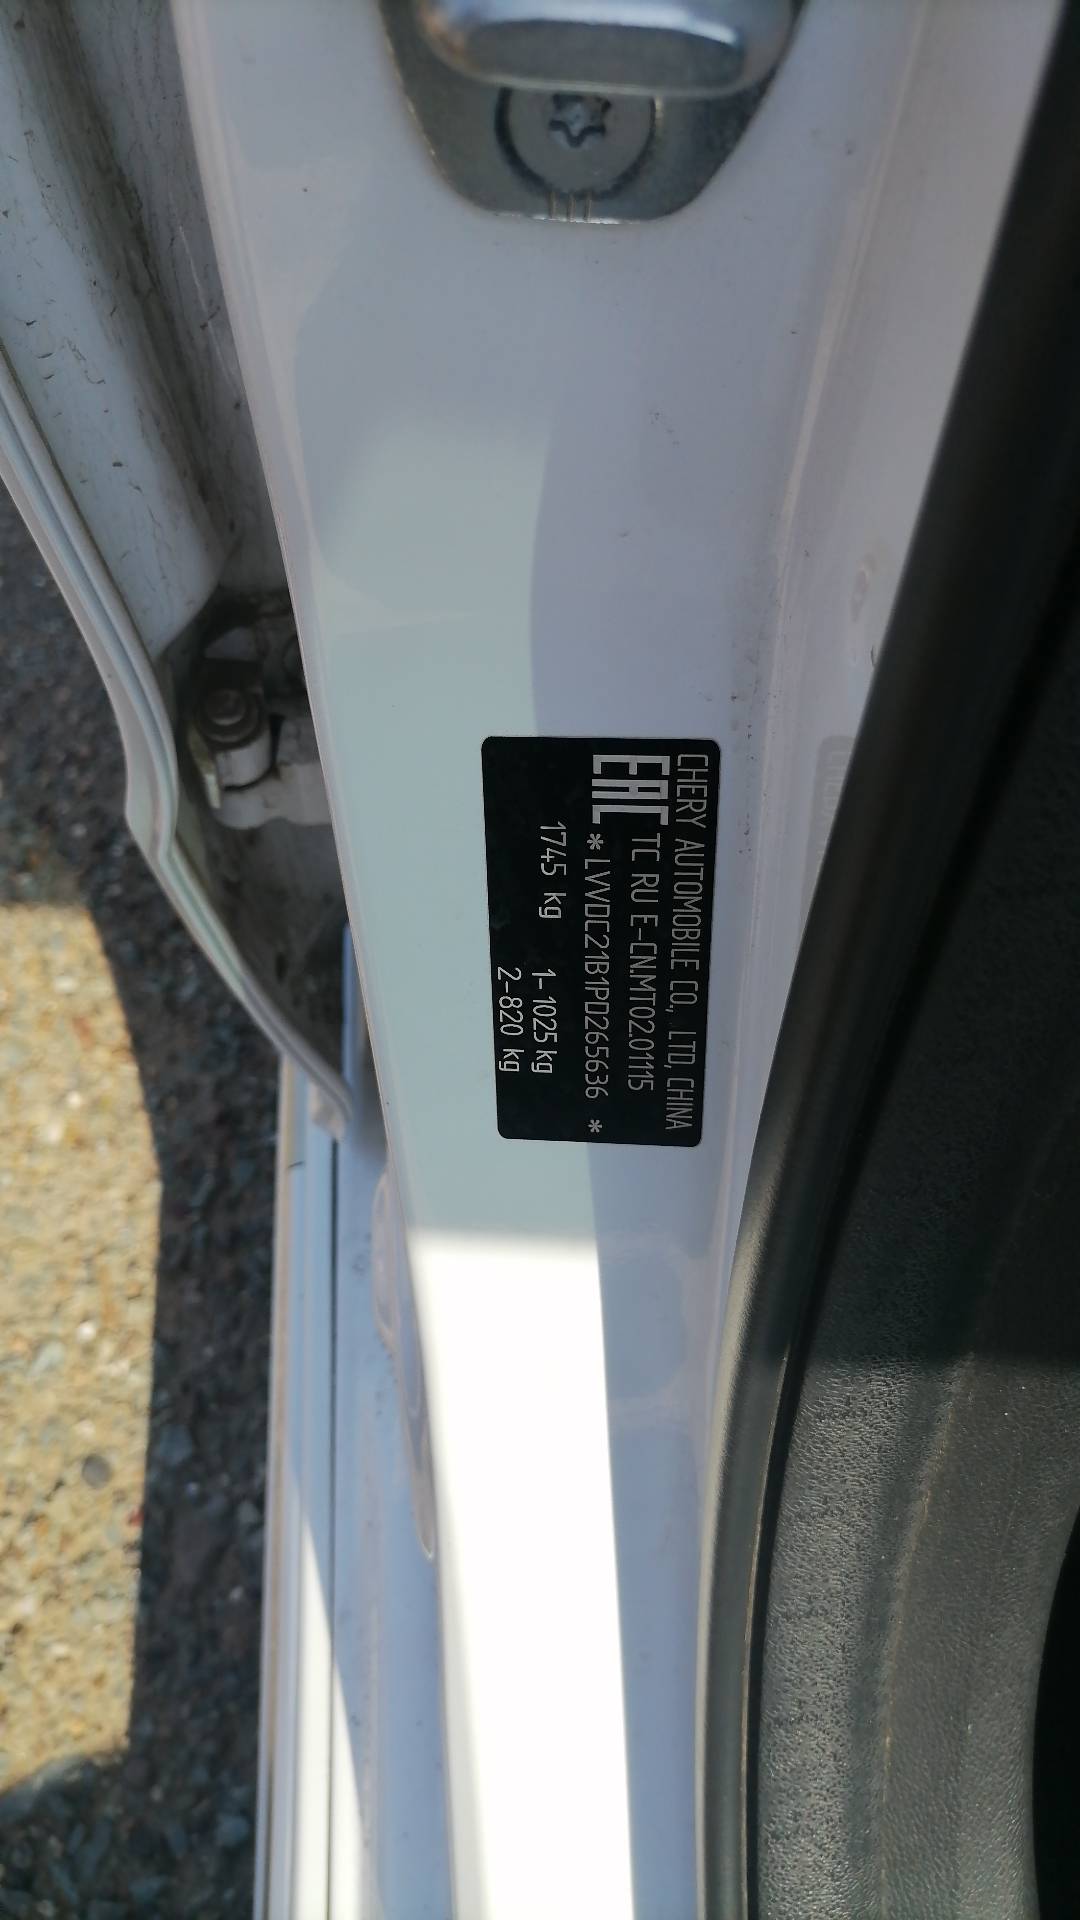 CHERY AUTOMOBILE CO., LTD, CHINA
EAC TC RU E-CN.MT02.01115
*LVVDC21B1PD265636 *
1745 kg 1-1025 kg
2-820 kg